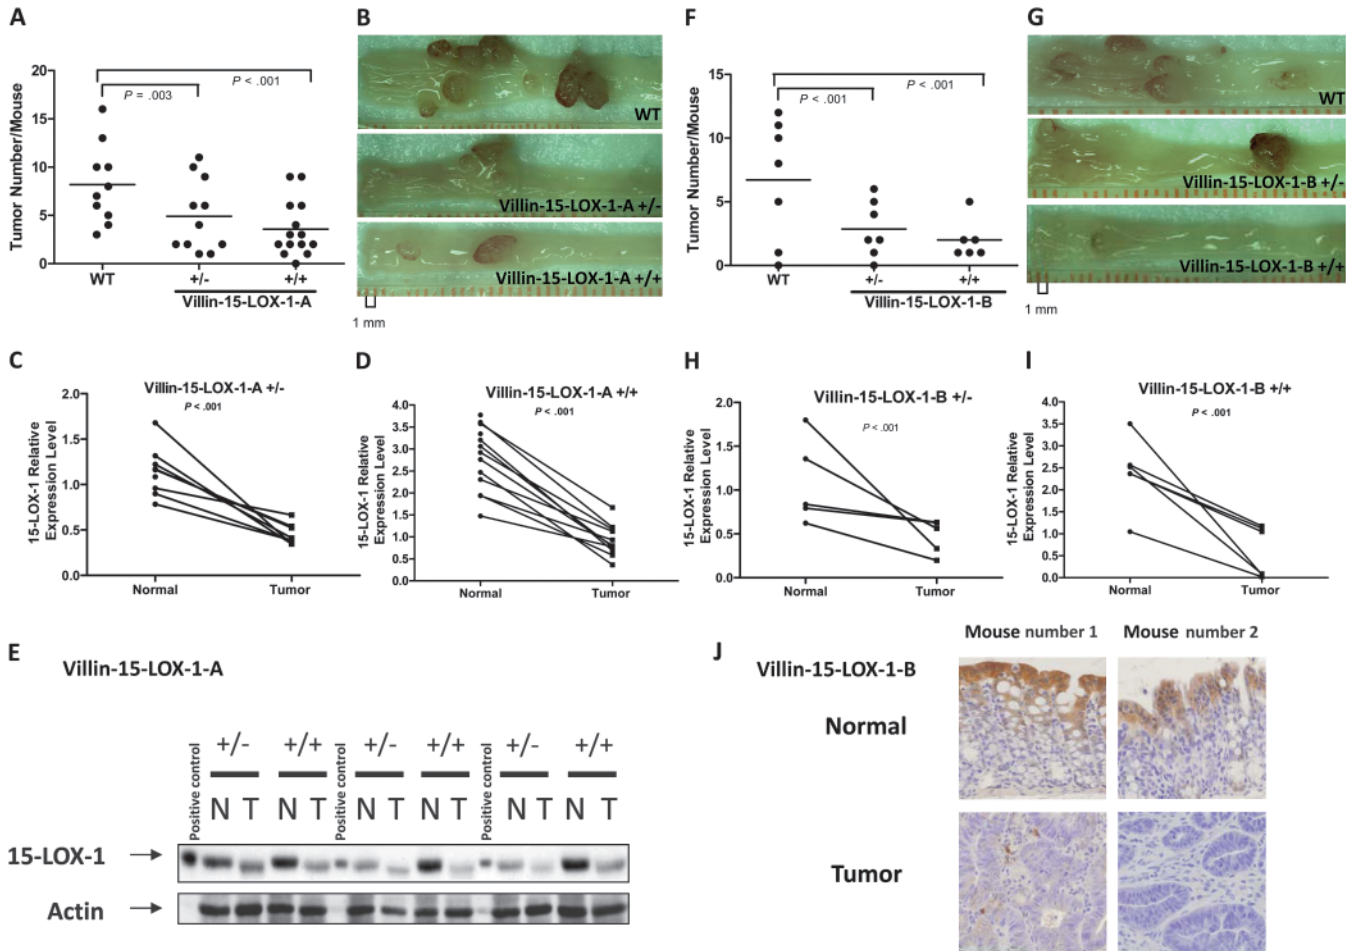 A
Tumor Number/Mouse
20
15
10
5
0
P < .001
P = .003
WT
+/-
+/+
Villin-15-LOX-1-A
B
WT
Villin-15-LOX-1-A +/-
Villin-15-LOX-1-A +/+
1 mm
F
Tumor Number/Mouse
15
10
5
0
P < .001
P < .001
WT
+/-
+/+
Villin-15-LOX-1-B
G
WT
Villin-15-LOX-1-B +/-
Villin-15-LOX-1-B +/+
1 mm
C
Villin-15-LOX-1-A +/-
P < .001
15-LOX-1 Relative
Expression Level
2.0
1.5
1.0
0.5
0.0
Normal Tumor
D
Villin-15-LOX-1-A +/+
P < .001
15-LOX-1 Relative
Expression Level
4.0
3.5
3.0
2.5
2.0
1.5
1.0
0.5
0.0
Normal Tumor
H
Villin-15-LOX-1-B +/-
P < .001
15-LOX-1 Relative
Expression Level
2.0
1.5
1.0
0.5
0.0
Normal Tumor
I
Villin-15-LOX-1-B +/+
P < .001
15-LOX-1 Relative
Expression Level
4.0
3.5
3.0
2.5
2.0
1.5
1.0
0.5
0.0
Normal Tumor
E
Villin-15-LOX-1-A
Positive control
+/-
+/+
Positive control
+/-
+/+
Positive control
+/-
+/+
N T N T N T N T N T N T
15-LOX-1
Actin
J
Villin-15-LOX-1-B
Mouse number 1
Mouse number 2
Normal
Tumor